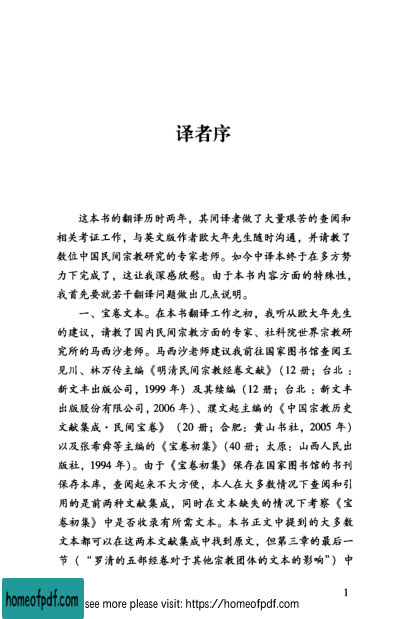 译者序
这本书的翻译历时两年，其间译者做了大量艰苦的查阅和
相关考证工作，与英文版作者欧大年先生随时沟通，并请教了
数位中国民间宗教研究的专家老师。如今中译本终于在多方努
力下完成了，这让我深感欣慰。由于本书内容方面的特殊性，
我首先要就若干翻译问题做出几点说明。
一、宝卷文本。在本书翻译工作之初，我听从欧大年先生
的建议，请教了国内民间宗教方面的专家、社科院世界宗教研
究所的马西沙老师。马西沙老师建议我前往国家图书馆查阅王
见川、林万传主编《明清民间宗教经卷文献》（12 册；台北：
新文丰出版公司，1999 年）及其续编（12 册；台北：新文丰
出版股份有限公司，2006 年）、濮文起主编的《中国宗教历史
文献集成·民间宝卷》（20 册；合肥：黄山书社，2005 年）
以及张希舜等主编的《宝卷初集》（40 册；太原：山西人民出
版社，1994 年）。由于《宝卷初集》保存在国家图书馆的书刊
保存本库，查阅起来不大方便，本人在大多数情况下查阅和引
用的是前两种文献集成，同时在文本缺失的情况下考察《宝
卷初集》中是否收录有所需文本。本书正文中提到的大多数
文本都可以在这两本文献集成中找到原文，但第三章的最后一
节（“罗清的五部经卷对于其他宗教团体的文本的影响”）中
1
homeofpdf.com
see more please visit: https://homeofpdf.com